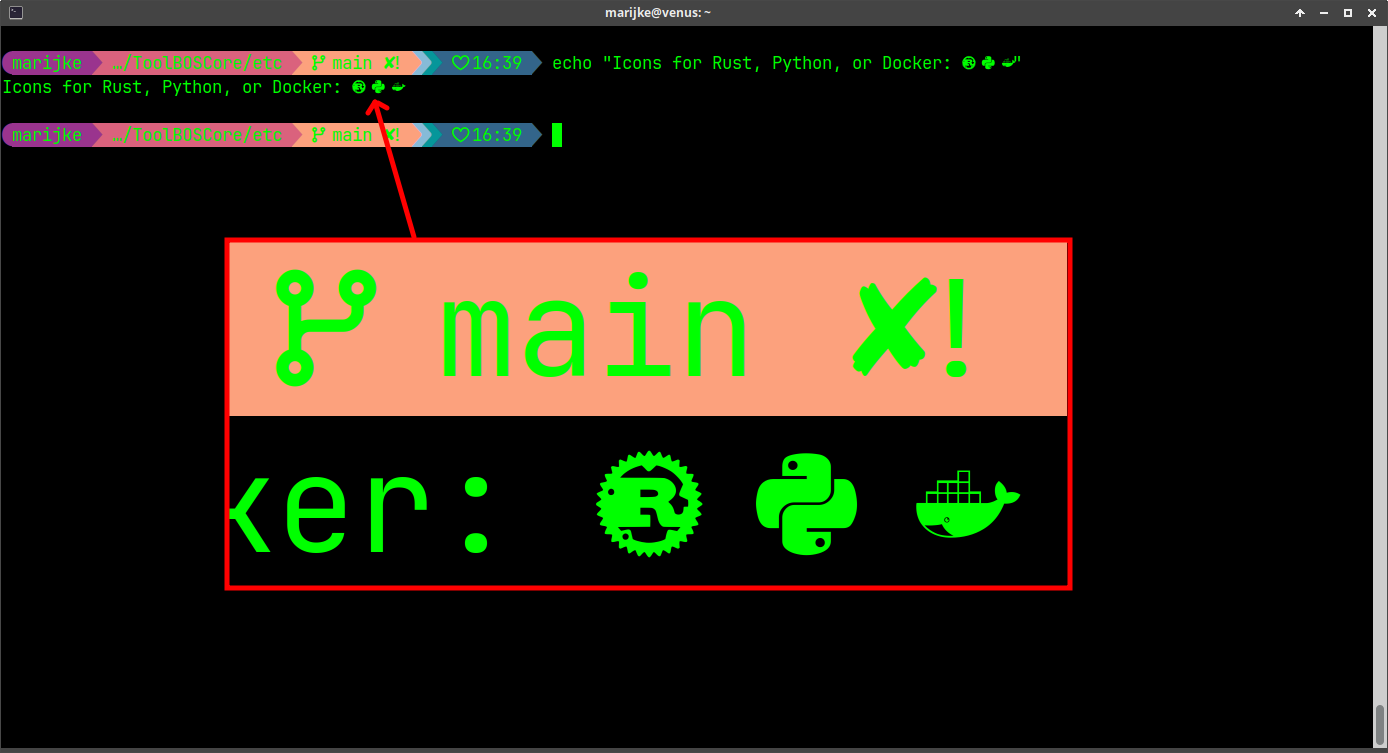 marijke@venus: ~
marijke …/ToolBOSCore/etc main ✘! ♡16:39 echo "Icons for Rust, Python, or Docker: "
Icons for Rust, Python, or Docker:
marijke …/ToolBOSCore/etc main ✘! ♡16:39
main ✘!
ker: